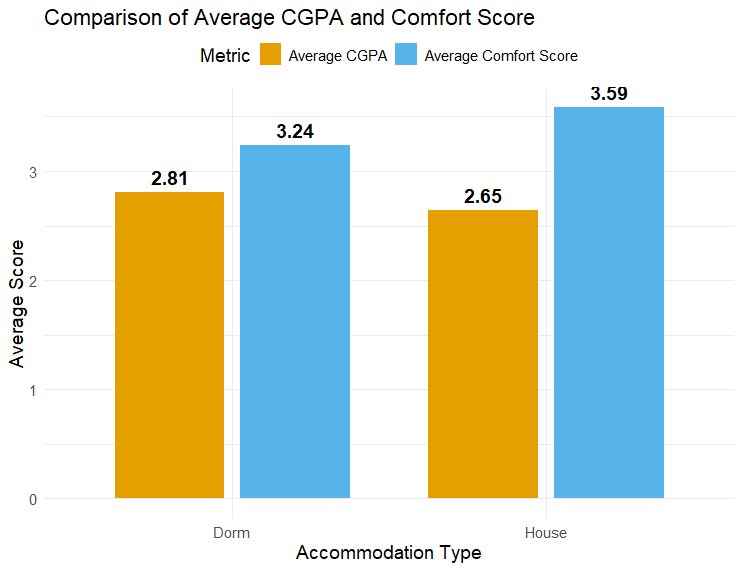 Comparison of Average CGPA and Comfort Score
Metric Average CGPA Average Comfort Score
3.59
3.24
2.81
2.65
3
2
1
0
Average Score
Dorm House
Accommodation Type